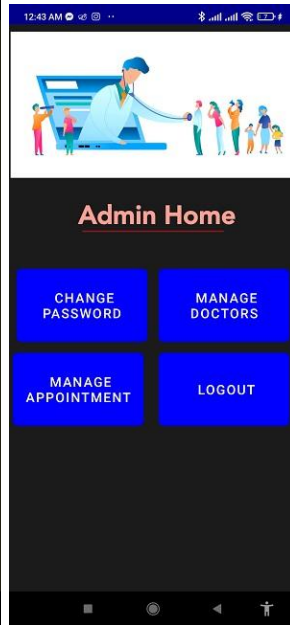 12:43 AM
Admin Home
CHANGE
PASSWORD
MANAGE
DOCTORS
MANAGE
APPOINTMENT
LOGOUT